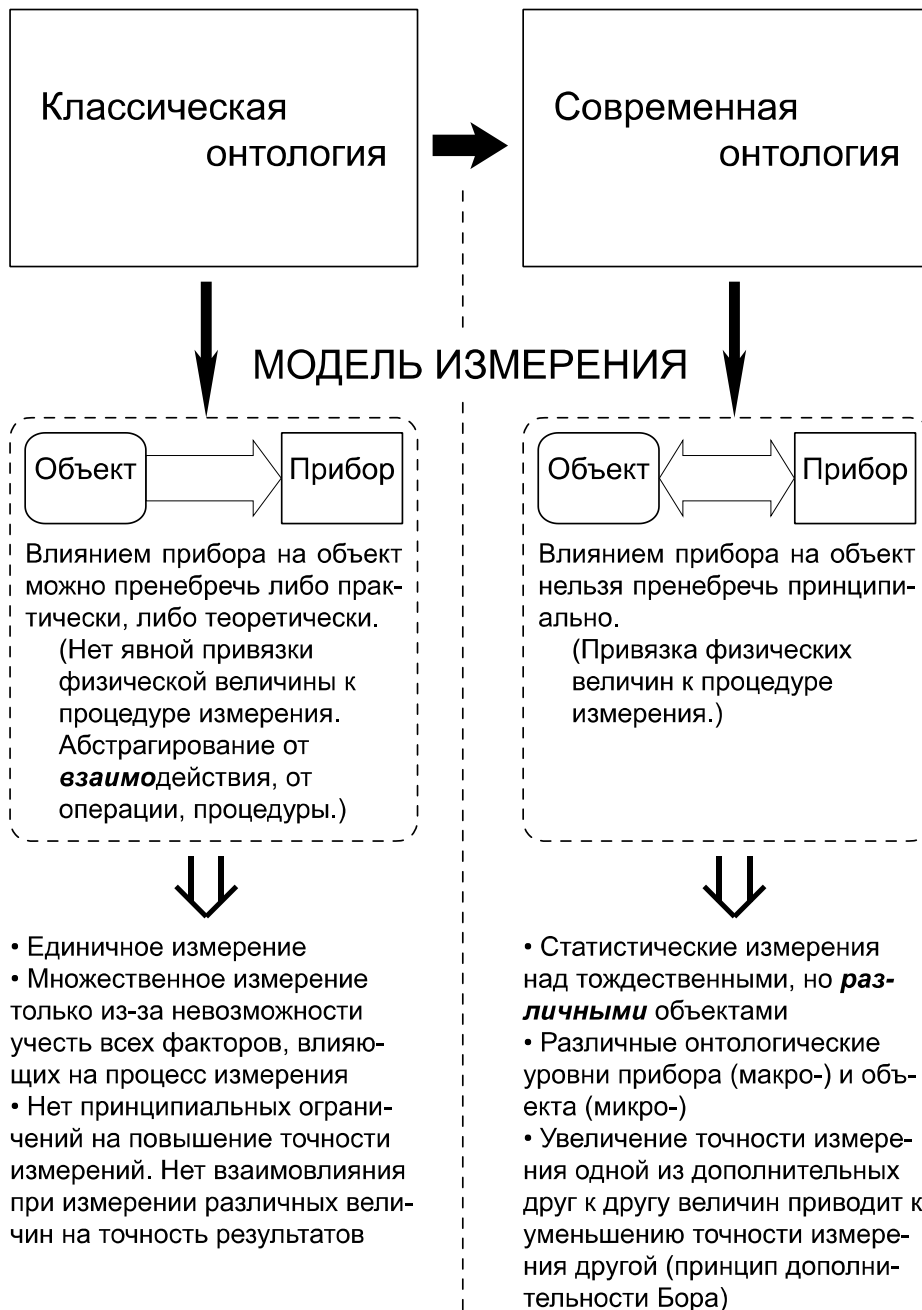 Классическая
онтология
Современная
онтология
МОДЕЛЬ ИЗМЕРЕНИЯ
Объект
Прибор
Влиянием прибора на объект
можно пренебречь либо прак-
тически, либо теоретически.
(Нет явной привязки
физической величины к
процедуре измерения.
Абстрагирование от
взаимодействия, от
операции, процедуры.)
Объект
Прибор
Влиянием прибора на объект
нельзя пренебречь принципи-
ально.
(Привязка физических
величин к процедуре
измерения.)
• Единичное измерение
• Множественное измерение
только из-за невозможности
учесть всех факторов, влияю-
щих на процесс измерения
• Нет принципиальных ограни-
чений на повышение точности
измерений. Нет взаимовлияния
при измерении различных вели-
чин на точность результатов
• Статистические измерения
над тождественными, но раз-
личными объектами
• Различные онтологические
уровни прибора (макро-) и объ-
екта (микро-)
• Увеличение точности измере-
ния одной из дополнительных
друг к другу величин приводит к
уменьшению точности измере-
ния другой (принцип дополни-
тельности Бора)